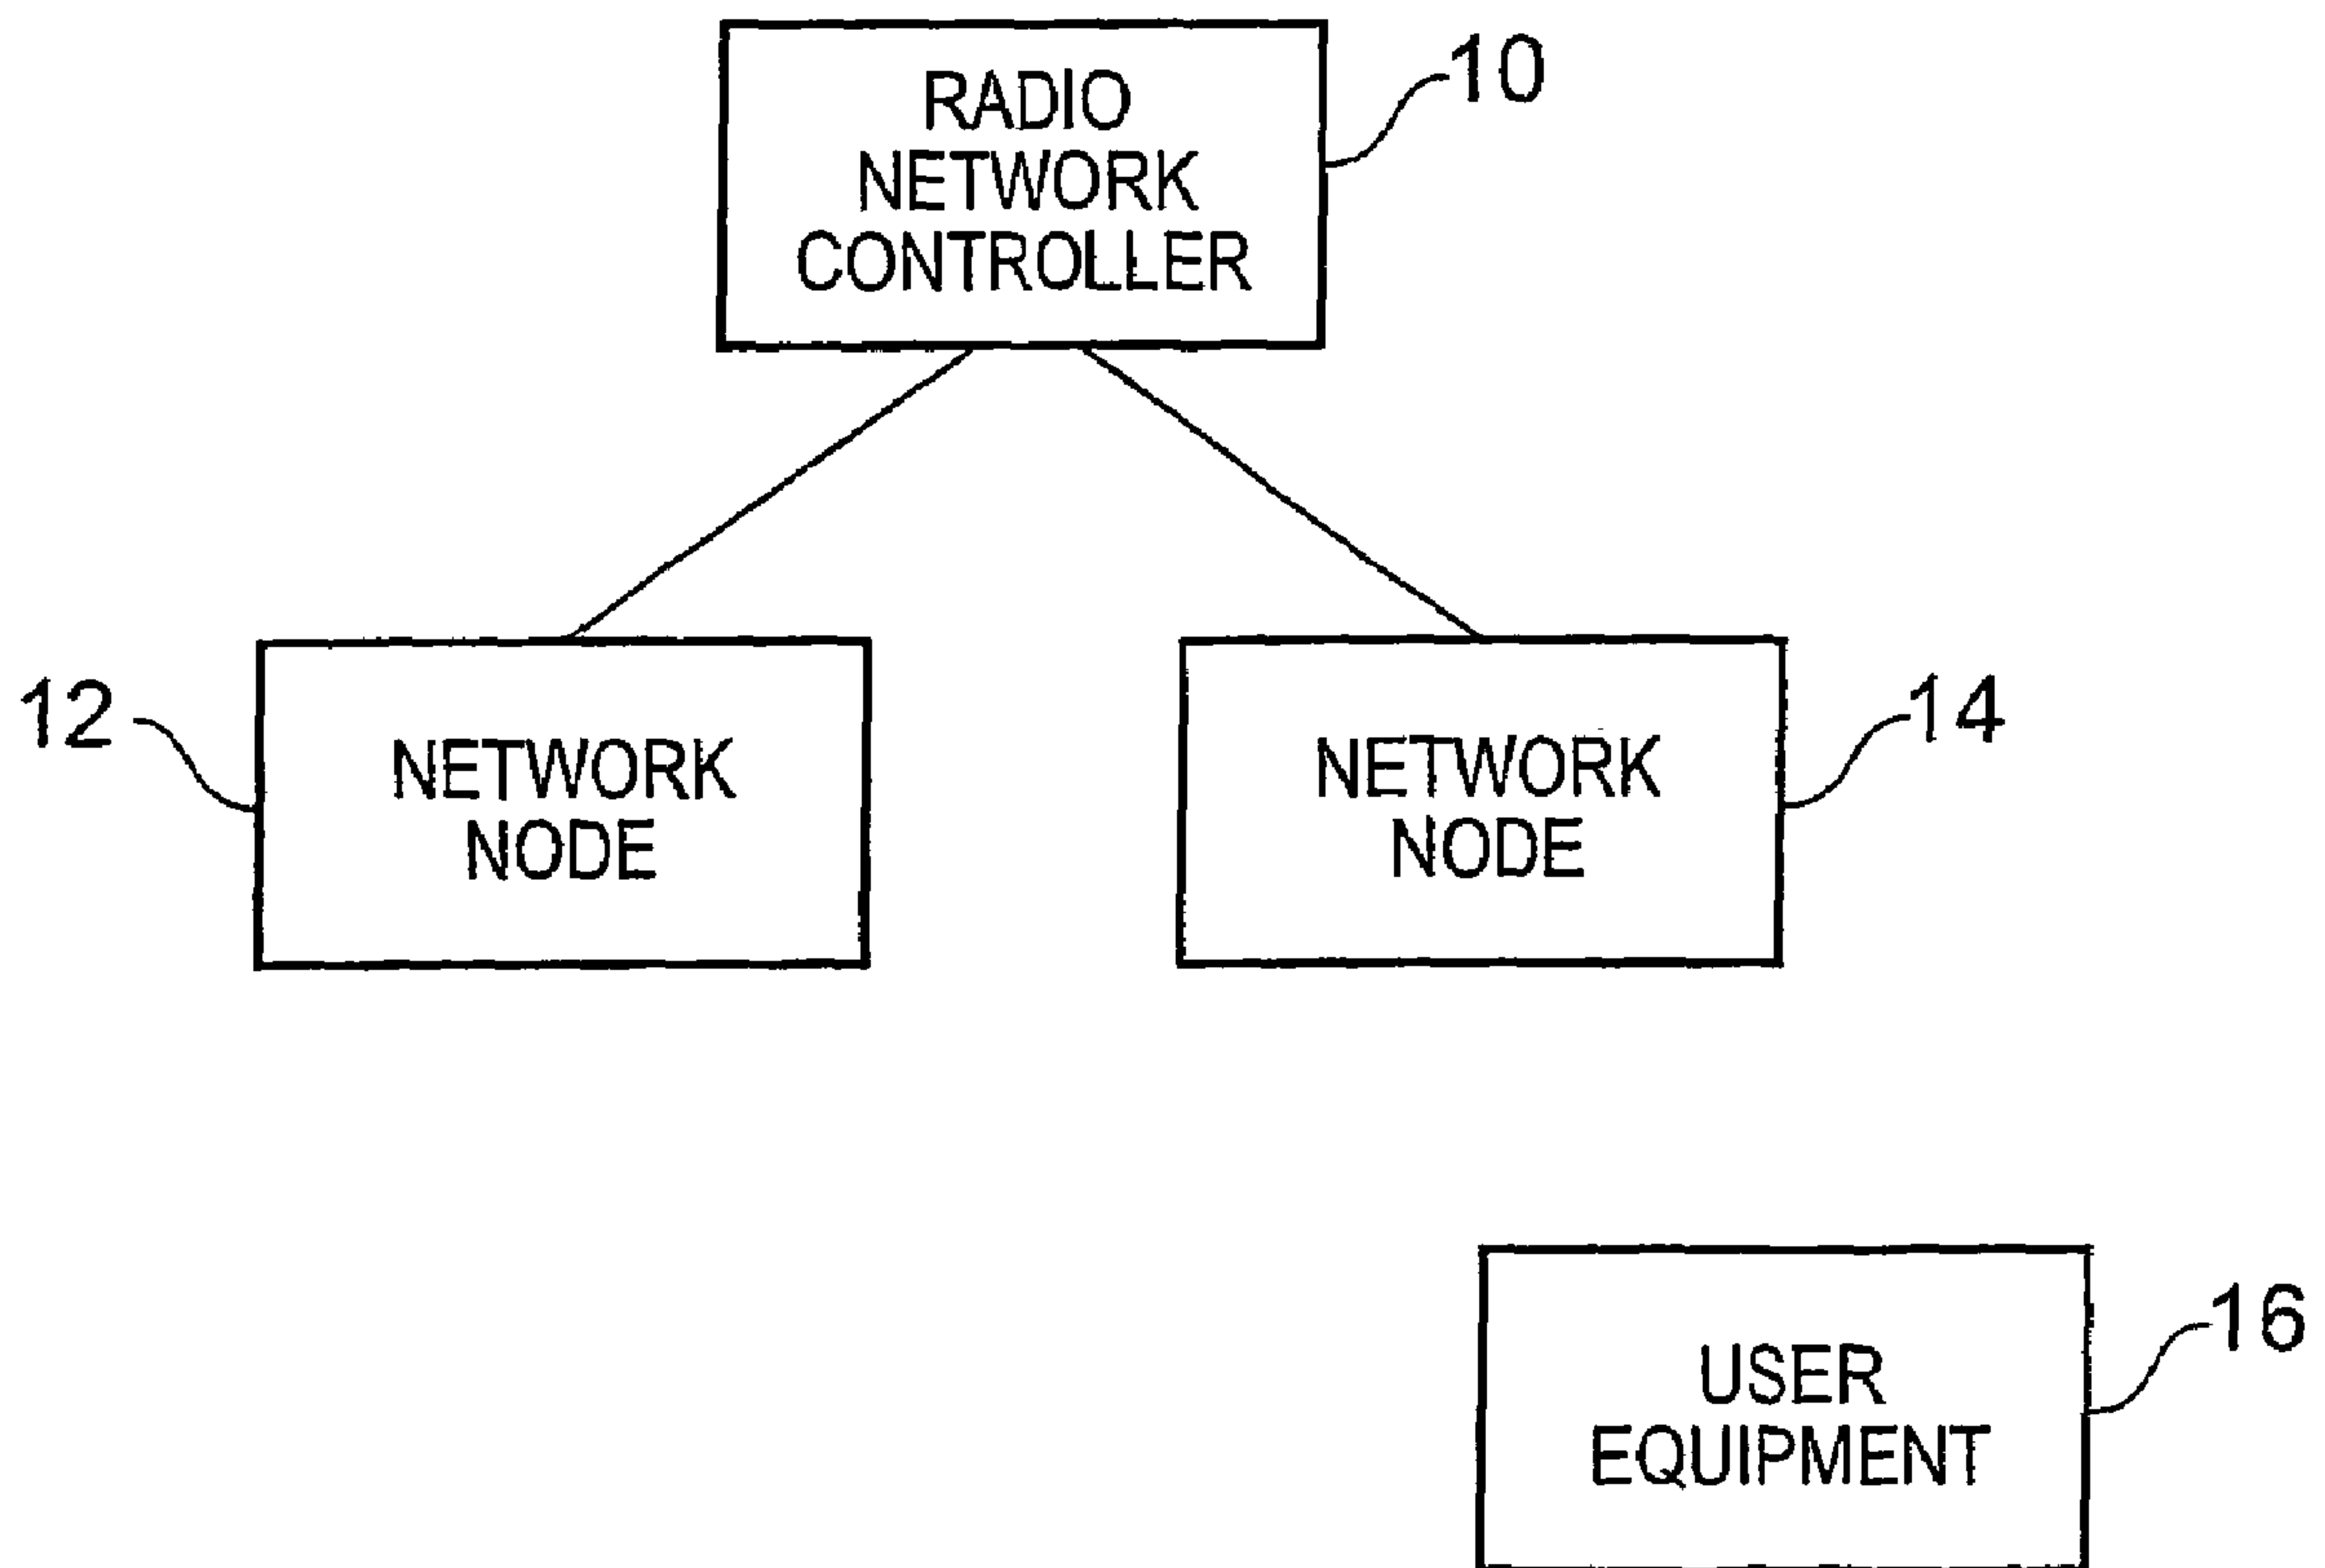 RADIO
NETWORK
CONTROLLER
10
12
NETWORK
NODE
NETWORK
NODE
14
USER
EQUIPMENT
16